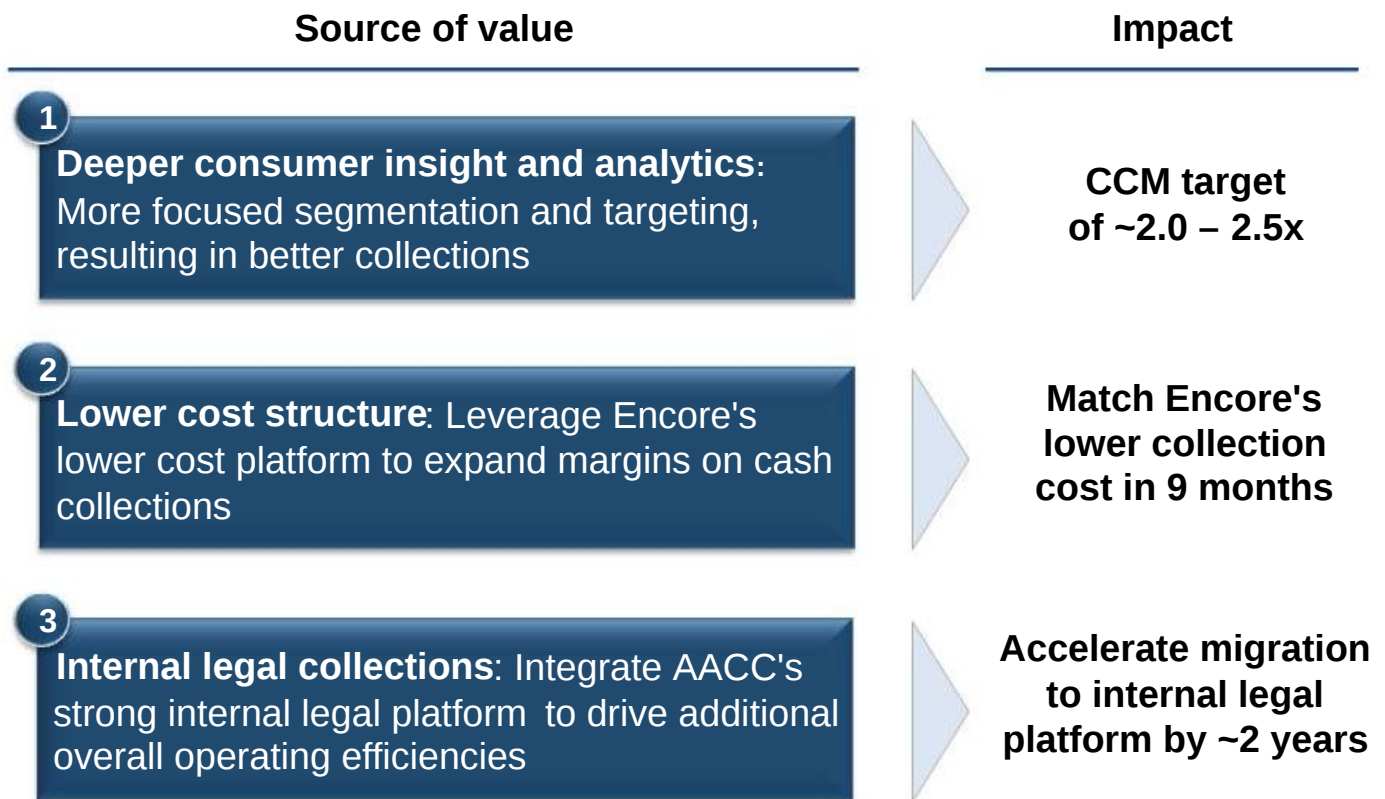 Source of value
Impact
1
Deeper consumer insight and analytics:
More focused segmentation and targeting,
resulting in better collections
CCM target
of ~2.0 – 2.5x
2
Lower cost structure: Leverage Encore's
lower cost platform to expand margins on cash
collections
Match Encore's
lower collection
cost in 9 months
3
Internal legal collections: Integrate AACC's
strong internal legal platform to drive additional
overall operating efficiencies
Accelerate migration
to internal legal
platform by ~2 years